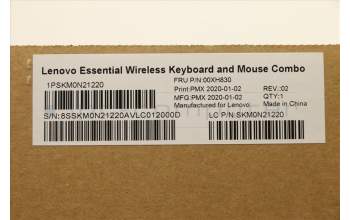 Lenovo Essential Wireless Keyboard and Mouse Combo
1PSKM0N21220
FRU P/N:00XH830
Print:PMX 2020-01-02 REV.:02
MFG:PMX 2020-01-02 QTY:1
Manufactured for Lenovo Made in China
S/N:8SSKM0N21220AVLC012000D LC P/N:SKM0N21220